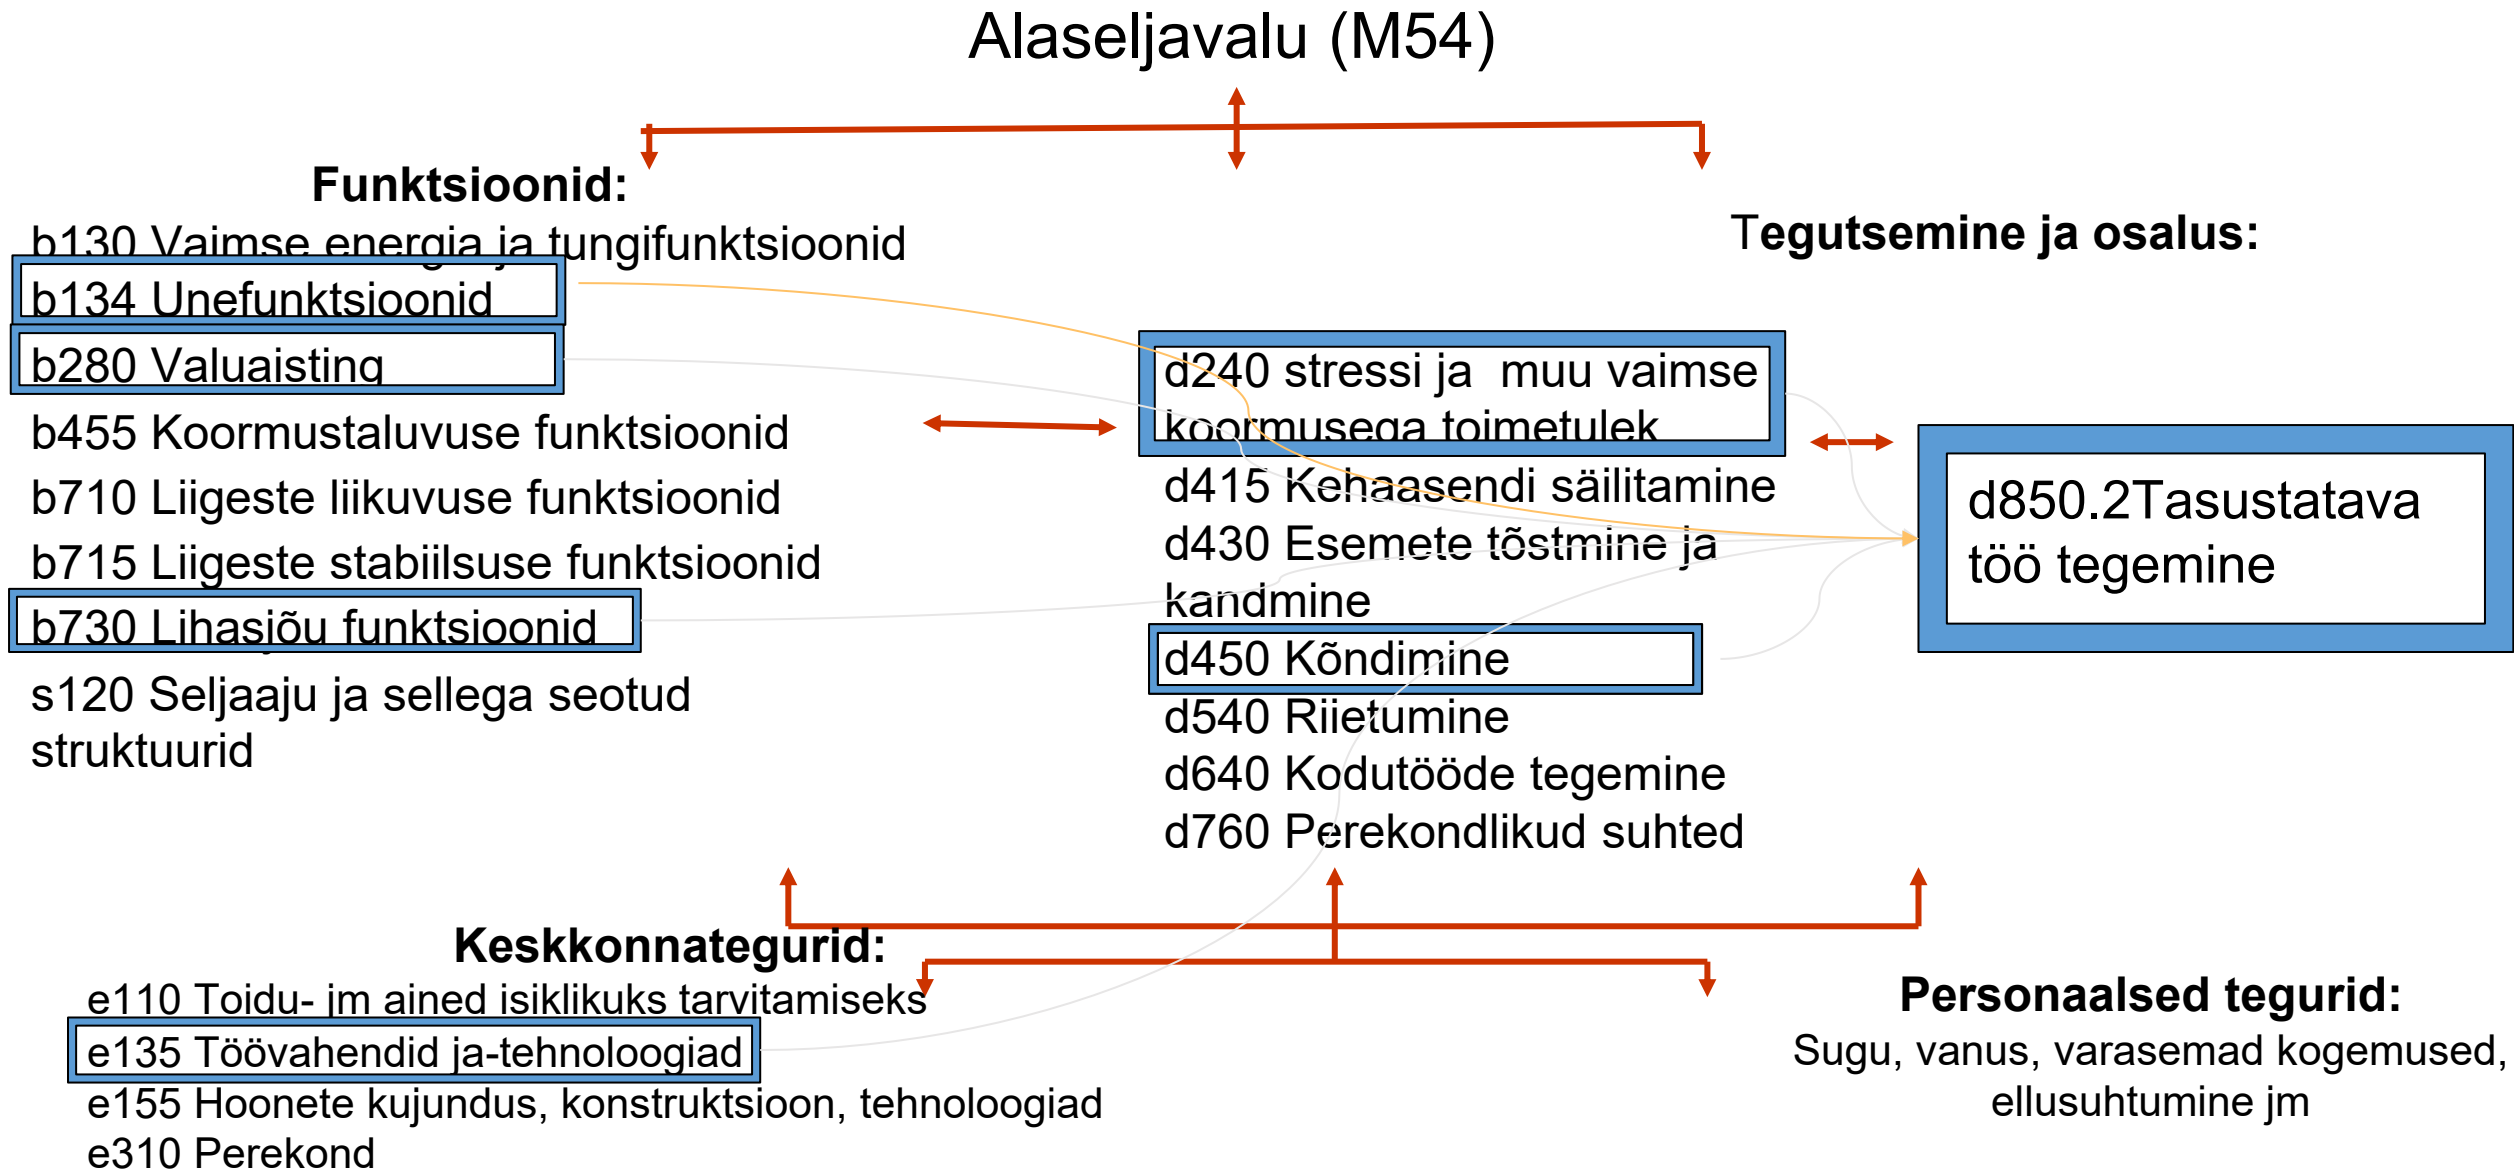 Alaseljavalu (M54)
Funktsioonid:
b130 Vaimse energia ja tungifunktsioonid
b134 Unefunktsioonid
b280 Valuaisting
b455 Koormustaluvuse funktsioonid
b710 Liigeste liikuvuse funktsioonid
b715 Liigeste stabiilsuse funktsioonid
b730 Lihasjõu funktsioonid
s120 Seljaaju ja sellega seotud
struktuurid
Tegutsemine ja osalus:
d240 stressi ja muu vaimse
koormusega toimetulek
d415 Kehaasendi säilitamine
d430 Esemete tõstmine ja
kandmine
d450 Kõndimine
d540 Riietumine
d640 Kodutööde tegemine
d760 Perekondlikud suhted
d850.2Tasustatava
töö tegemine
Keskkonnategurid:
e110 Toidu- jm ained isiklikuks tarvitamiseks
e135 Töövahendid ja-tehnoloogiad
e155 Hoonete kujundus, konstruktsioon, tehnoloogiad
e310 Perekond
Personaalsed tegurid:
Sugu, vanus, varasemad kogemused,
ellusuhtumine jm